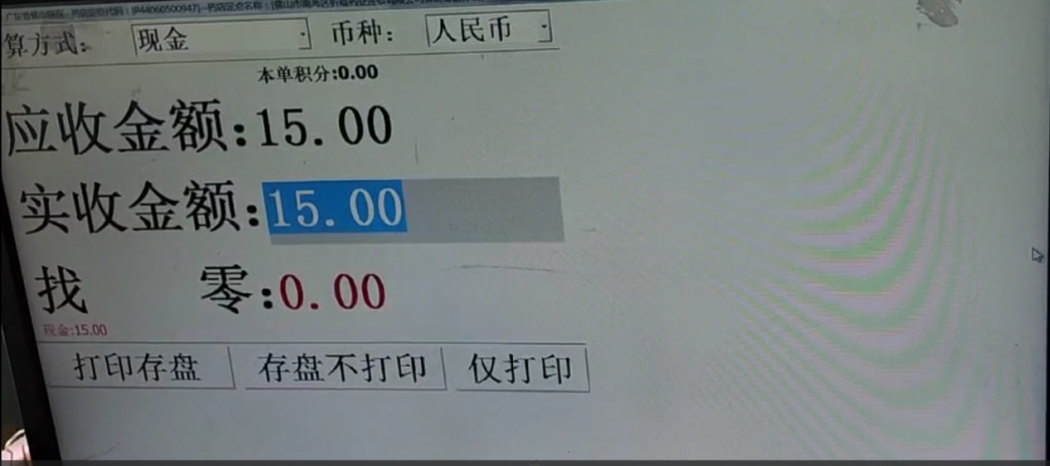 算方式： 现金 币种： 人民币
本单积分:0.00
应收金额:15.00
实收金额:15.00
找 零:0.00
现金:15.00
打印存盘 存盘不打印 仅打印